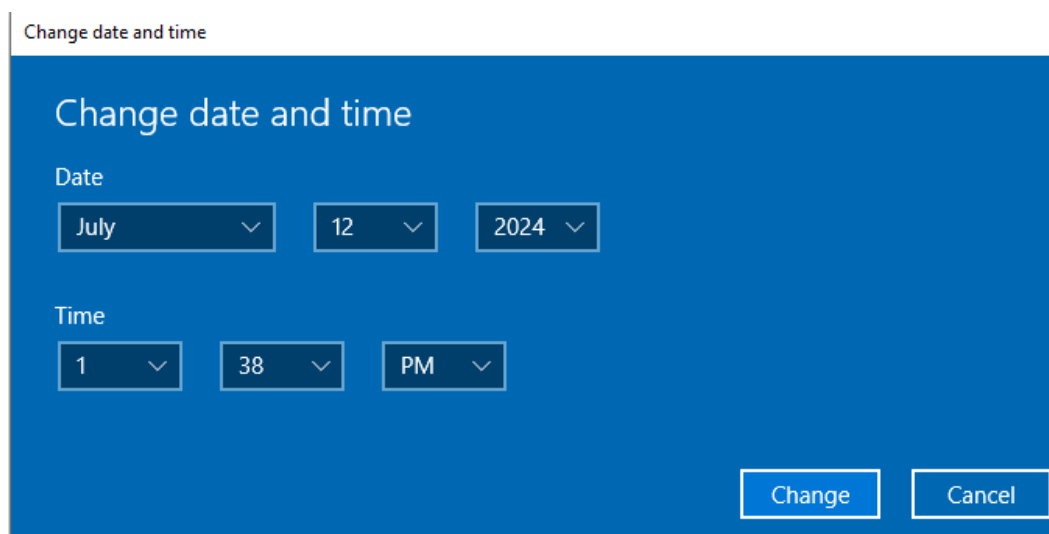 Change date and time
Change date and time
Date
July 12 2024
Time
1 38 PM
Change Cancel